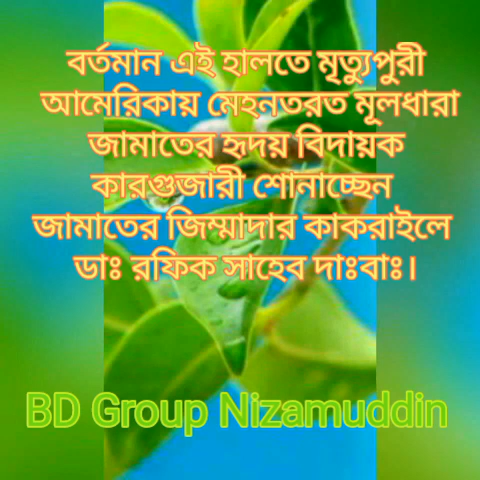 বর্তমান এই হালতে মৃত্যুপুরী
আমেরিকায় মেহনতরত মূলধারা
জামাতের হৃদয় বিদায়ক
কারগুজারী শোনাচ্ছেন
জামাতের জিম্মাদার কাকরাইলে
ডাঃ রফিক সাহেব দাঃবাঃ।
BD Group Nizamuddin